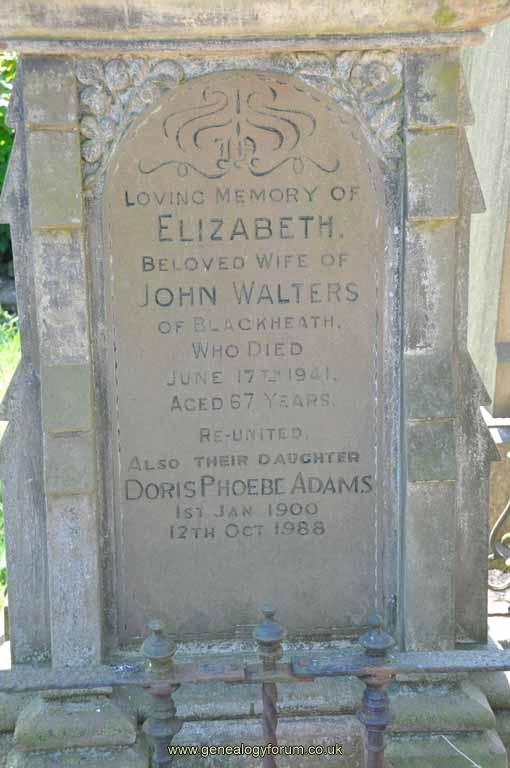 In
Loving Memory of
Elizabeth.
Beloved Wife of
John Walters
of Blackheath,
Who Died
June 17th 1941.
Aged 67 Years.
Re-united.
Also their daughter
Doris Phoebe Adams
1st Jan 1900
12th Oct 1988
www.genealogyforum.co.uk